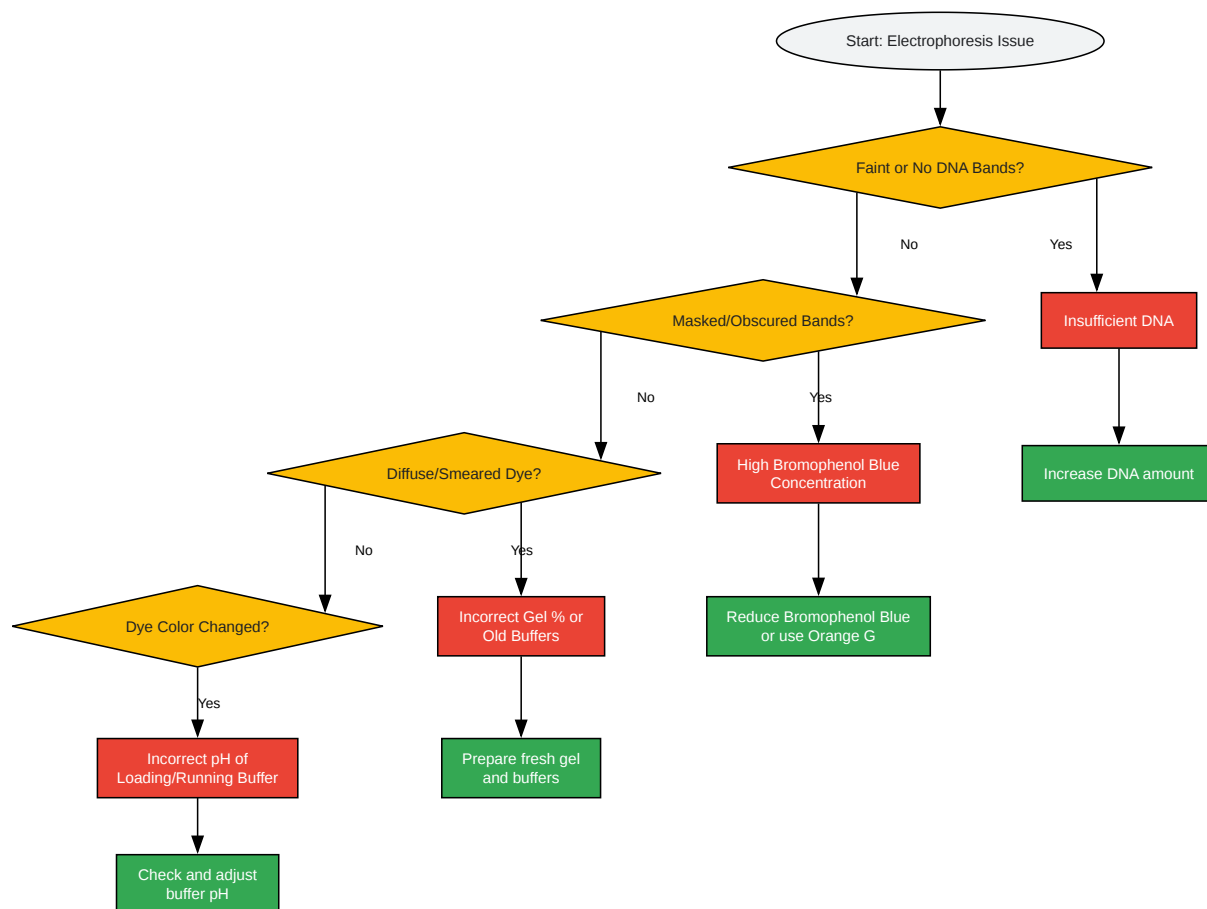 Start: Electrophoresis Issue
Faint or No DNA Bands?
No
Yes
Masked/Obscured Bands?
Insufficient DNA
No
Yes
Diffuse/Smeared Dye?
High Bromophenol Blue
Concentration
Increase DNA amount
No
Yes
Dye Color Changed?
Incorrect Gel % or
Old Buffers
Reduce Bromophenol Blue
or use Orange G
Yes
Incorrect pH of
Loading/Running Buffer
Prepare fresh gel
and buffers
Check and adjust
buffer pH